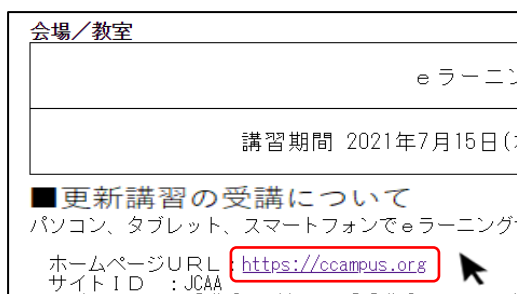 会場／教室
ｅラーニン
講習期間 2021年7月15日(
■更新講習の受講について
パソコン、タブレット、スマートフォンでｅラーニング
ホームページＵＲＬ：https://ccampus.org
サイトＩＤ ：JCAA